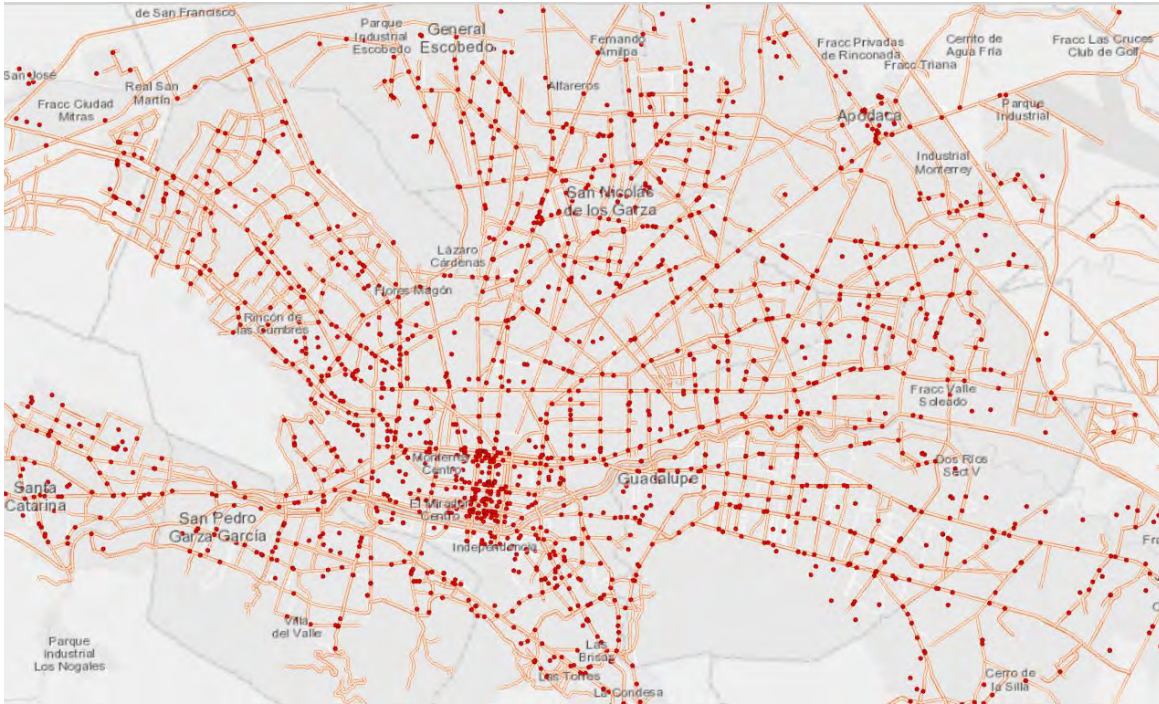 de San Francisco
Parque
Industrial
Escobedo
General
Escobedo
Fernando
Amilpa
Fracc Privadas
de Rinconada
Cerrito de
Agua Fría
Fracc Las Cruces
Club de Golf
Fracc Triana
San José
Real San
Martín
Altareros
Fracc Ciudad
Mitras
Apodaca
Parque
Industrial
Industrial
Monterrey
San Nicolás
de los Garza
Lázaro
Cárdenas
Flores Magón
Rincón de
las Cumbres
Fracc Valle
Soleado
Monterrey
Centro
Guadalupe
Dos Ríos
Sect V
Santa
Catarina
El Mirador
Centro
San Pedro
Garza García
Independencia
Fra
Villa
del Valle
Parque
Industrial
Los Nogales
Las
Brisas
Las Torres
La Condesa
Cerro de
la Silla
C